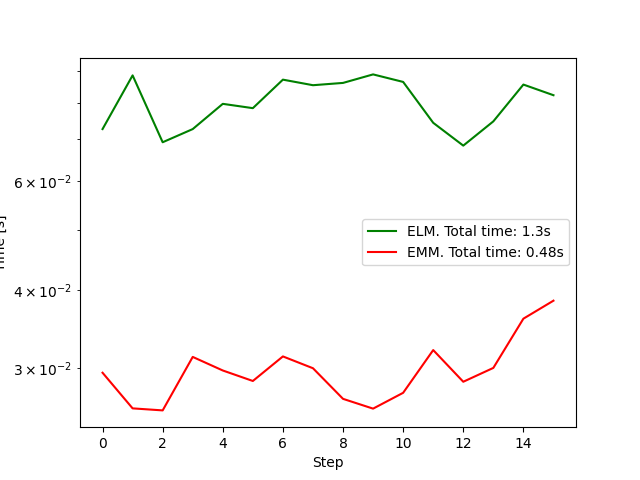 Time [s]
6 × 10⁻²
4 × 10⁻²
3 × 10⁻²
ELM. Total time: 1.3s
EMM. Total time: 0.48s
0 2 4 6 8 10 12 14
Step